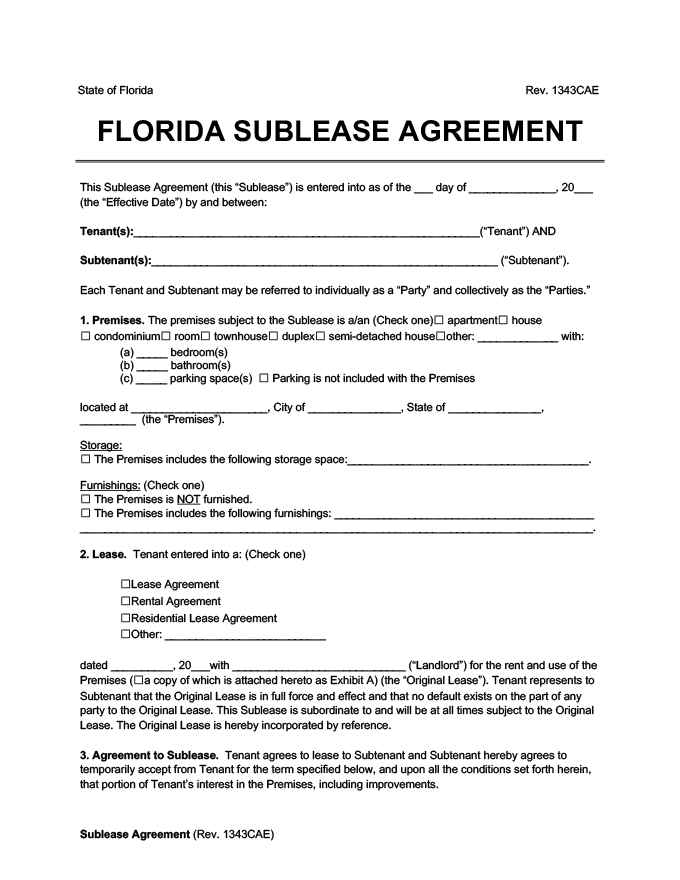 State of Florida Rev. 1343CAE
FLORIDA SUBLEASE AGREEMENT
This Sublease Agreement (this “Sublease”) is entered into as of the ___ day of ______________, 20___
(the “Effective Date”) by and between:
Tenant(s):_________________________________________________________(“Tenant”) AND
Subtenant(s):_________________________________________________________ (“Subtenant”).
Each Tenant and Subtenant may be referred to individually as a “Party” and collectively as the “Parties.”
1. Premises. The premises subject to the Sublease is a/an (Check one)☐ apartment☐ house
☐ condominium☐ room☐ townhouse☐ duplex☐ semi-detached house☐other: _____________ with:
(a) _____ bedroom(s)
(b) _____ bathroom(s)
(c) _____ parking space(s) ☐ Parking is not included with the Premises
located at ______________________, City of _______________, State of _______________,
_________ (the “Premises”).
Storage:
☐ The Premises includes the following storage space:_______________________________________.
Furnishings: (Check one)
☐ The Premises is NOT furnished.
☐ The Premises includes the following furnishings: __________________________________________
___________________________________________________________________________________.
2. Lease. Tenant entered into a: (Check one)
☐Lease Agreement
☐Rental Agreement
☐Residential Lease Agreement
☐Other: __________________________
dated __________, 20___with ____________________________ (“Landlord”) for the rent and use of the
Premises (☐a copy of which is attached hereto as Exhibit A) (the “Original Lease”). Tenant represents to
Subtenant that the Original Lease is in full force and effect and that no default exists on the part of any
party to the Original Lease. This Sublease is subordinate to and will be at all times subject to the Original
Lease. The Original Lease is hereby incorporated by reference.
3. Agreement to Sublease. Tenant agrees to lease to Subtenant and Subtenant hereby agrees to
temporarily accept from Tenant for the term specified below, and upon all the conditions set forth herein,
that portion of Tenant’s interest in the Premises, including improvements.
Sublease Agreement (Rev. 1343CAE)